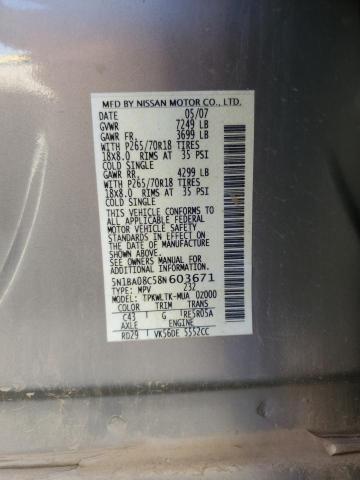 MFD BY NISSAN MOTOR CO., LTD.
DATE 05/07
GVWR 7249 LB
GAWR FR. 3699 LB
WITH P265/70R18 TIRES
18X8.0 RIMS AT 35 PSI
COLD SINGLE
GAWR RR. 4299 LB
WITH P265/70R18 TIRES
18X8.0 RIMS AT 35 PSI
COLD SINGLE
THIS VEHICLE CONFORMS TO
ALL APPLICABLE FEDERAL
MOTOR VEHICLE SAFETY
STANDARDS IN EFFECT ON
THE DATE OF MANUFACTURE
SHOWN ABOVE.
SEE OWNERS MANUAL FOR
ADDITIONAL INFORMATION
5N1BA08C58N603671
TYPE: MPV 232
MODEL: TPKWLTK-MUA 02000
COLOR TRIM TRANS
C43 G RE5R05A
AXLE ENGINE
RD29 VK56DE 5552CC